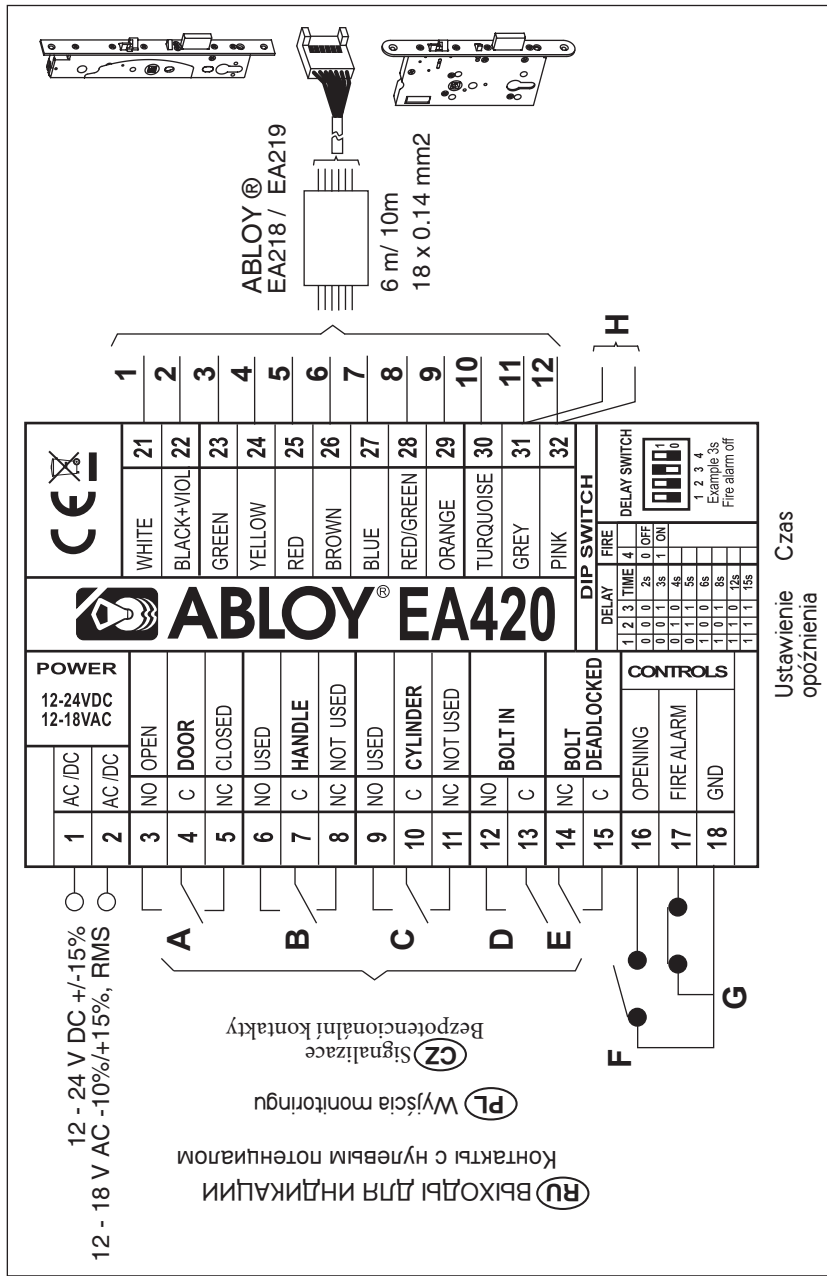 12 - 24 V DC +/-15%
12 - 18 V AC -10%/+15%, RMS
POWER
12-24VDC
12-18VAC
1 AC/DC
2 AC/DC
3 NO OPEN
4 C DOOR
5 NC CLOSED
6 NO USED
7 C HANDLE
8 NC NOT USED
9 NO USED
10 C CYLINDER
11 NC NOT USED
12 NO
13 C
BOLT IN
14 NC
15 C
BOLT
DEADLOCKED
16 OPENING
17 FIRE ALARM
18 GND
CONTROLS
A
B
C
D
E
F
G
ABLOY® EA420
CE
WHITE 21 1
BLACK+VIOL 22 2
GREEN 23 3
YELLOW 24 4
RED 25 5
BROWN 26 6
BLUE 27 7
RED/GREEN 28 8
ORANGE 29 9
TURQUOISE 30 10
GREY 31 11
PINK 32 12
H
DIP SWITCH
DELAY FIRE
1 2 3 TIME 4
0 0 0 2s 0 OFF
0 0 1 3s 1 ON
0 1 0 4s
0 1 1 5s
1 0 0 6s
1 0 1 8s
1 1 0 12s
1 1 1 15s
DELAY SWITCH
1
0
1 2 3 4
Example 3s
Fire alarm off
ABLOY ®
EA218 / EA219
6 m/ 10m
18 x 0.14 mm2
Ustawienie Czas
opóźnienia
CZ Signalizace
Bezpotencionální kontakty
PL Wyjścia monitoringu
RU ВЫХОДЫ ДЛЯ ИНДИКАЦИИ
Контакты с нулевым потенциалом